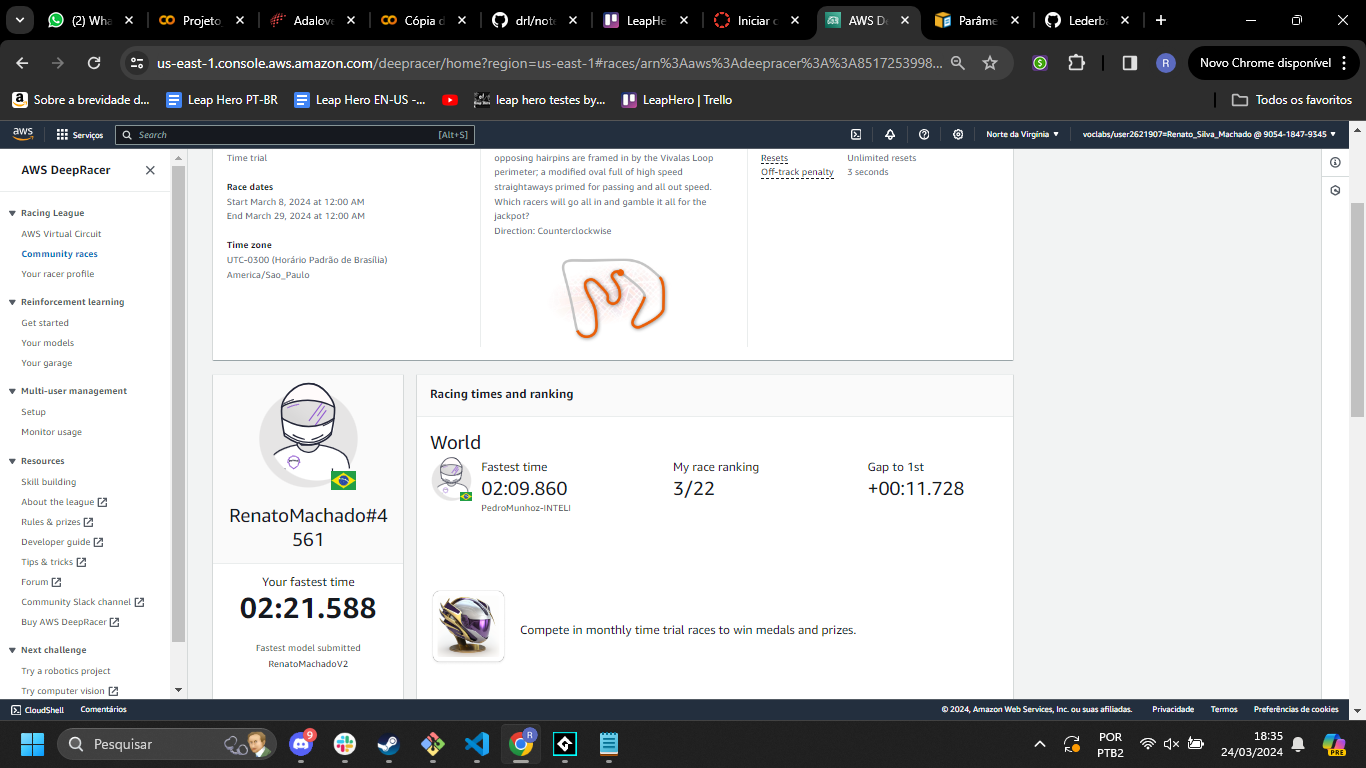 (2) Wha
Projeto
Adalove
Cópia d
drl/note
LeapHe
Iniciar c
AWS De
Parâme
Lederba
us-east-1.console.aws.amazon.com/deepracer/home?region=us-east-1#races/arn%3Aaws%3Adeepracer%3A%3A8517253998...
R
Novo Chrome disponível
Sobre a brevidade d...
Leap Hero PT-BR
Leap Hero EN-US -...
leap hero testes by...
LeapHero | Trello
Todos os favoritos
aws
Serviços
Search
[Alt+S]
Norte da Virgínia
voclabs/user2621907=Renato_Silva_Machado @ 9054-1847-9345
AWS DeepRacer
Racing League
AWS Virtual Circuit
Community races
Your racer profile
Reinforcement learning
Get started
Your models
Your garage
Multi-user management
Setup
Monitor usage
Resources
Skill building
About the league
Rules & prizes
Developer guide
Tips & tricks
Forum
Community Slack channel
Buy AWS DeepRacer
Next challenge
Try a robotics project
Try computer vision
Time trial
Race dates
Start March 8, 2024 at 12:00 AM
End March 29, 2024 at 12:00 AM
Time zone
UTC-0300 (Horário Padrão de Brasília)
America/Sao_Paulo
opposing hairpins are framed in by the Vivalas Loop
perimeter; a modified oval full of high speed
straightaways primed for passing and all out speed.
Which racers will go all in and gamble it all for the
jackpot?
Direction: Counterclockwise
Resets
Unlimited resets
Off-track penalty
3 seconds
RenatoMachado#4
561
Your fastest time
02:21.588
Fastest model submitted
RenatoMachadoV2
Racing times and ranking
World
Fastest time
02:09.860
PedroMunhoz-INTELI
My race ranking
3/22
Gap to 1st
+00:11.728
Compete in monthly time trial races to win medals and prizes.
CloudShell
Comentários
© 2024, Amazon Web Services, Inc. ou suas afiliadas.
Privacidade
Termos
Preferências de cookies
Pesquisar
9
R
POR
PTB2
18:35
24/03/2024
PRE